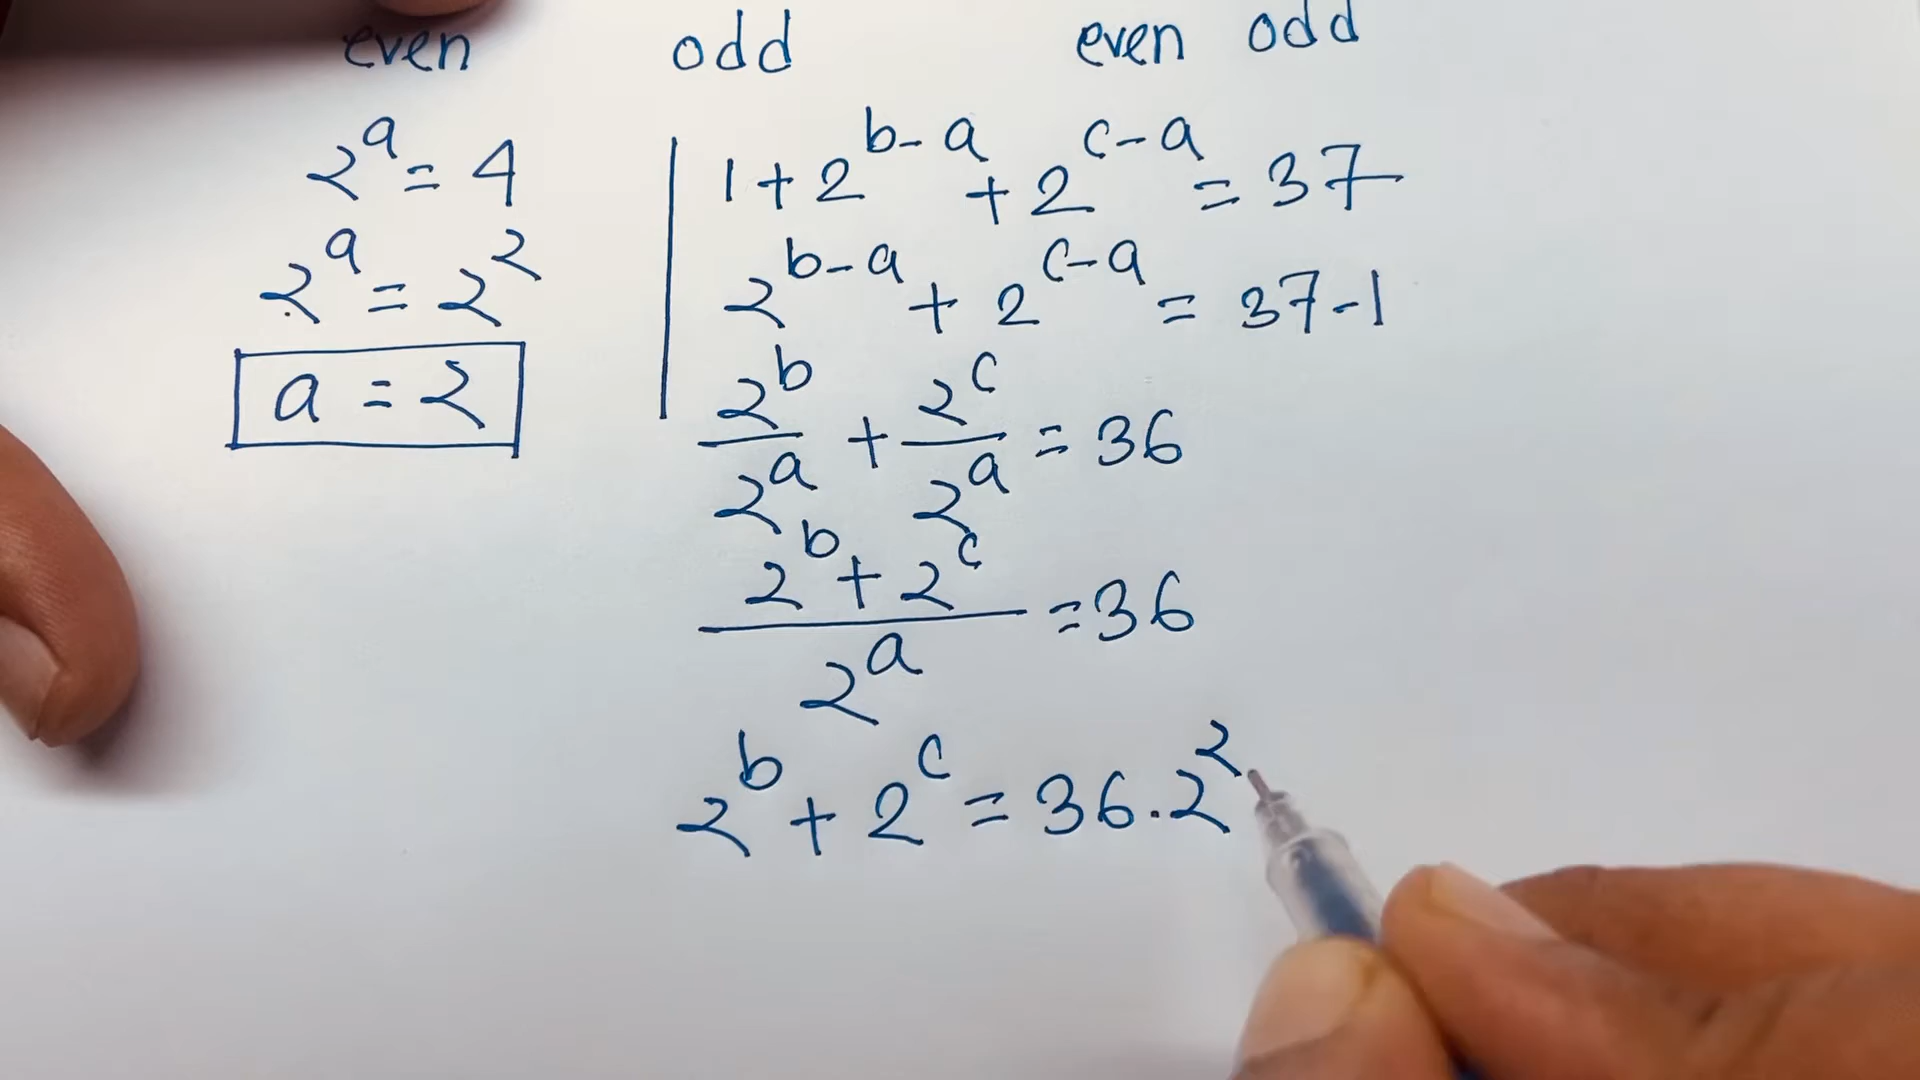 even odd even odd
2^a = 4
2^a = 2^2
a = 2
1 + 2^{b-a} + 2^{c-a} = 37
2^{b-a} + 2^{c-a} = 37-1
2^b/2^a + 2^c/2^a = 36
(2^b + 2^c)/2^a = 36
2^b + 2^c = 36.2^2